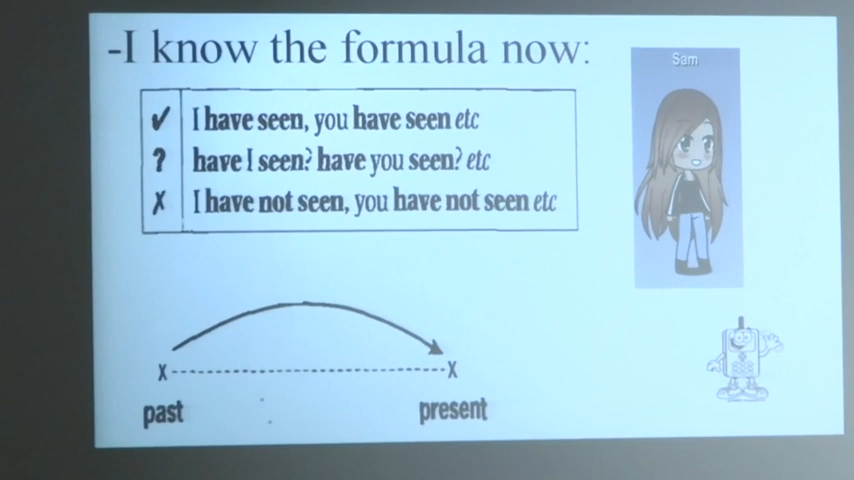 -I know the formula now:
Sam
✓ I have seen, you have seen etc
? have I seen? have you seen? etc
✗ I have not seen, you have not seen etc
X X
past present